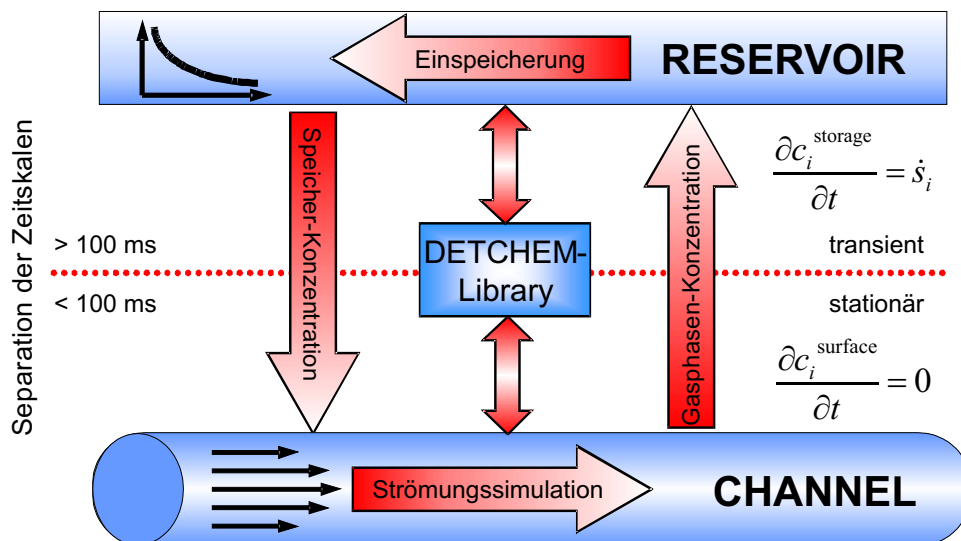 Einspeicherung
RESERVOIR
Separation der Zeitskalen
Speicher-Konzentration
Gasphasen-Konzentration
∂c_i^storage / ∂t = ṡ_i
> 100 ms
DETCHEM-
Library
transient
< 100 ms
stationär
∂c_i^surface / ∂t = 0
Strömungssimulation
CHANNEL